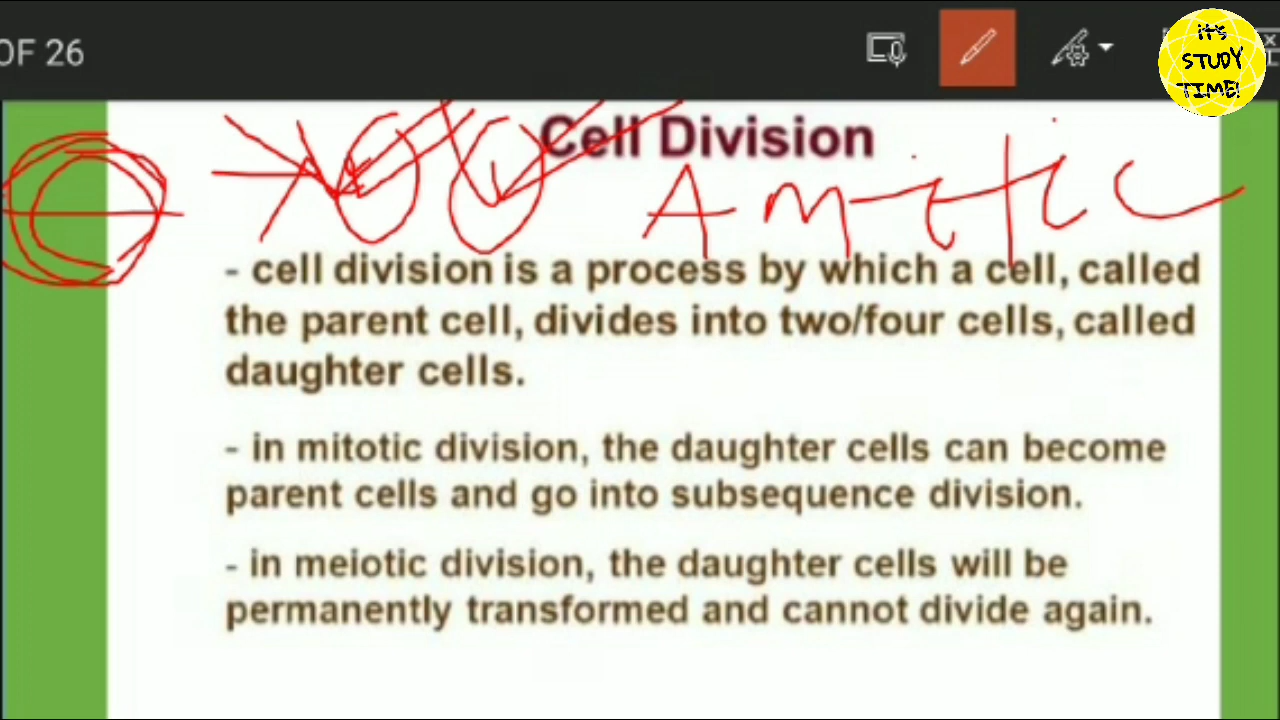 OF 26
it's
STUDY
TIME!
Cell Division
Amitic
- cell division is a process by which a cell, called
the parent cell, divides into two/four cells, called
daughter cells.
- in mitotic division, the daughter cells can become
parent cells and go into subsequence division.
- in meiotic division, the daughter cells will be
permanently transformed and cannot divide again.